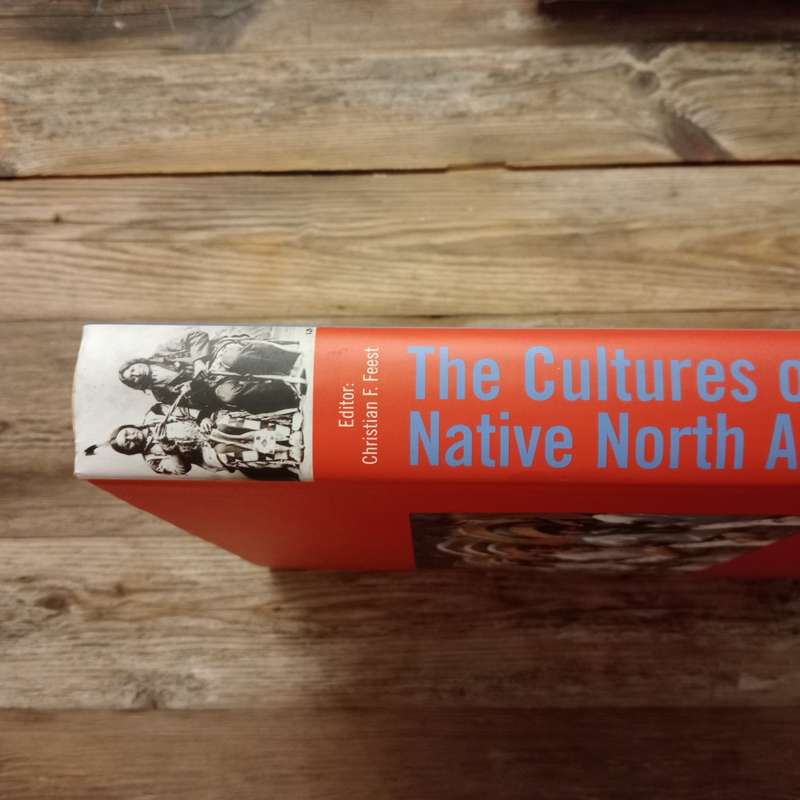 Editor:
Christian F. Feest
The Cultures o
Native North A